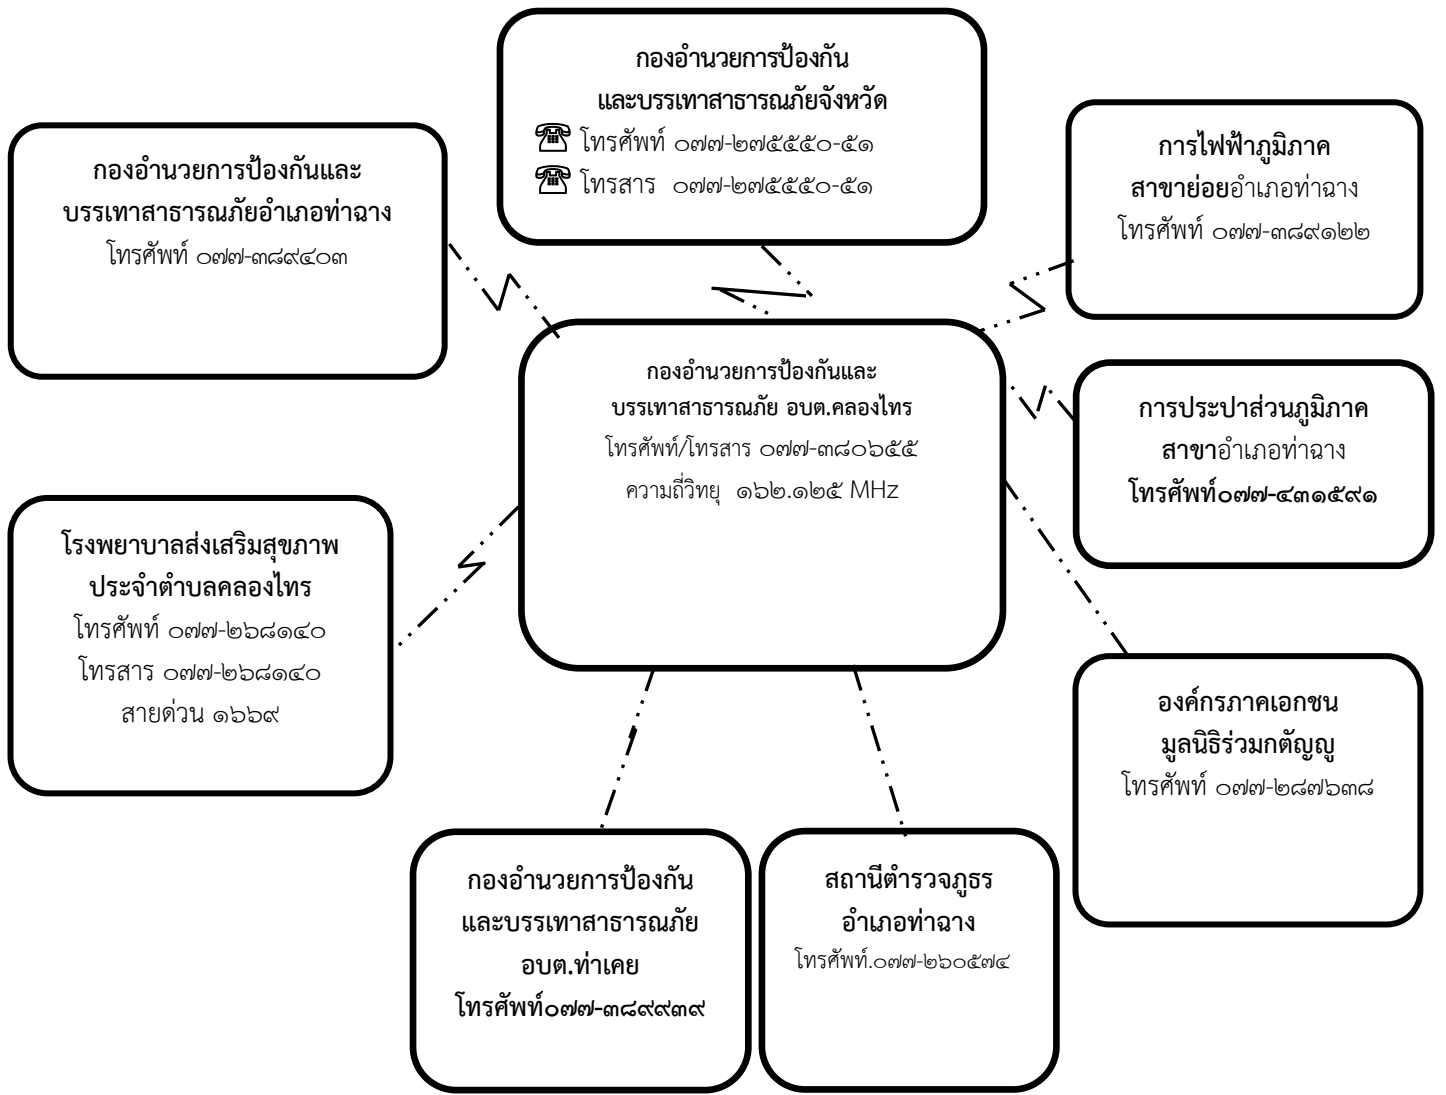 กองอำนวยการป้องกัน
และบรรเทาสาธารณภัยจังหวัด
โทรศัพท์ ๐๗๗-๒๗๕๕๕๐-๕๑
โทรสาร ๐๗๗-๒๗๕๕๕๐-๕๑
กองอำนวยการป้องกันและ
บรรเทาสาธารณภัยอำเภอท่าฉาง
โทรศัพท์ ๐๗๗-๓๘๙๔๐๓
การไฟฟ้าภูมิภาค
สาขาย่อยอำเภอท่าฉาง
โทรศัพท์ ๐๗๗-๓๘๙๑๒๒
กองอำนวยการป้องกันและ
บรรเทาสาธารณภัย อบต.คลองไทร
โทรศัพท์/โทรสาร ๐๗๗-๓๘๐๖๕๕
ความถี่วิทยุ ๑๖๒.๑๒๕ MHz
การประปาส่วนภูมิภาค
สาขาอำเภอท่าฉาง
โทรศัพท์๐๗๗-๔๓๑๕๙๑
โรงพยาบาลส่งเสริมสุขภาพ
ประจำตำบลคลองไทร
โทรศัพท์ ๐๗๗-๒๖๘๑๔๐
โทรสาร ๐๗๗-๒๖๘๑๔๐
สายด่วน ๑๖๖๙
องค์กรภาคเอกชน
มูลนิธิร่วมกตัญญู
โทรศัพท์ ๐๗๗-๒๘๗๖๓๘
กองอำนวยการป้องกัน
และบรรเทาสาธารณภัย
อบต.ท่าเคย
โทรศัพท์๐๗๗-๓๘๙๙๓๙
สถานีตำรวจภูธร
อำเภอท่าฉาง
โทรศัพท์.๐๗๗-๒๖๐๕๗๔